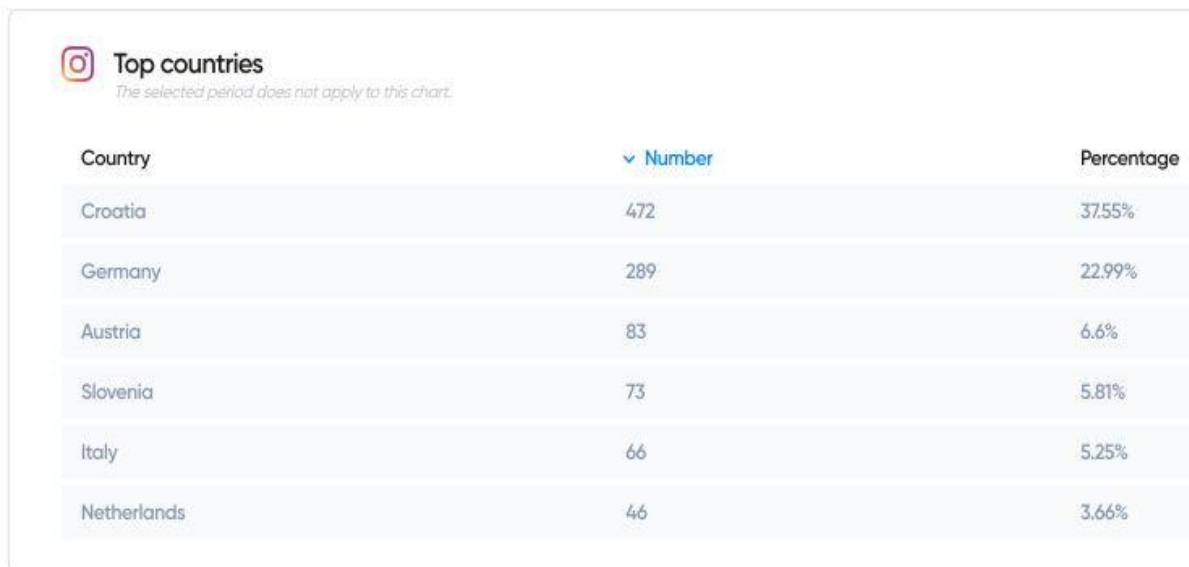 Top countries
The selected period does not apply to this chart.
Country Number Percentage
Croatia 472 37.55%
Germany 289 22.99%
Austria 83 6.6%
Slovenia 73 5.81%
Italy 66 5.25%
Netherlands 46 3.66%